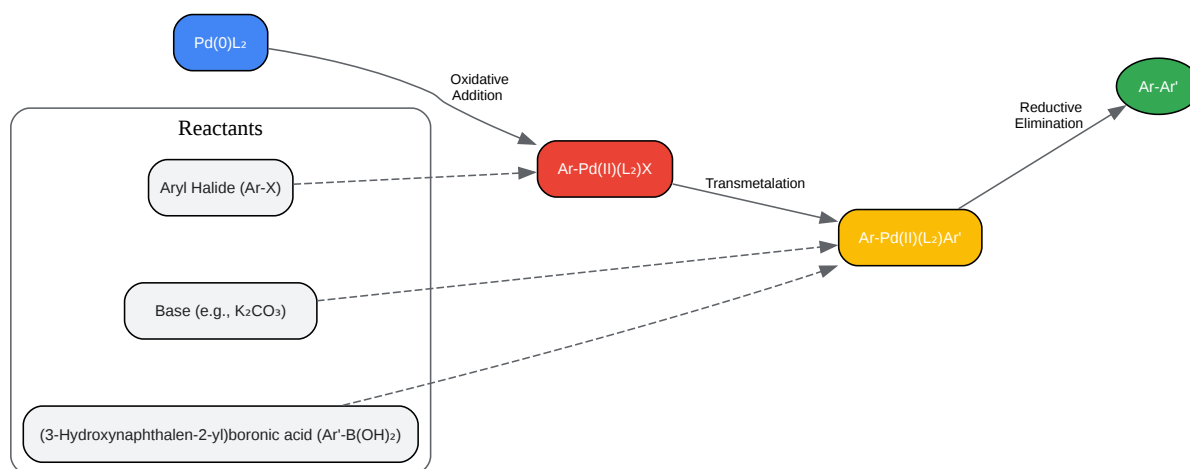 Pd(0)L₂
Oxidative
Addition
Reactants
Aryl Halide (Ar-X)
Ar-Pd(II)(L₂)X
Transmetalation
Reductive
Elimination
Ar-Ar'
Ar-Pd(II)(L₂)Ar'
Base (e.g., K₂CO₃)
(3-Hydroxynaphthalen-2-yl)boronic acid (Ar'-B(OH)₂)